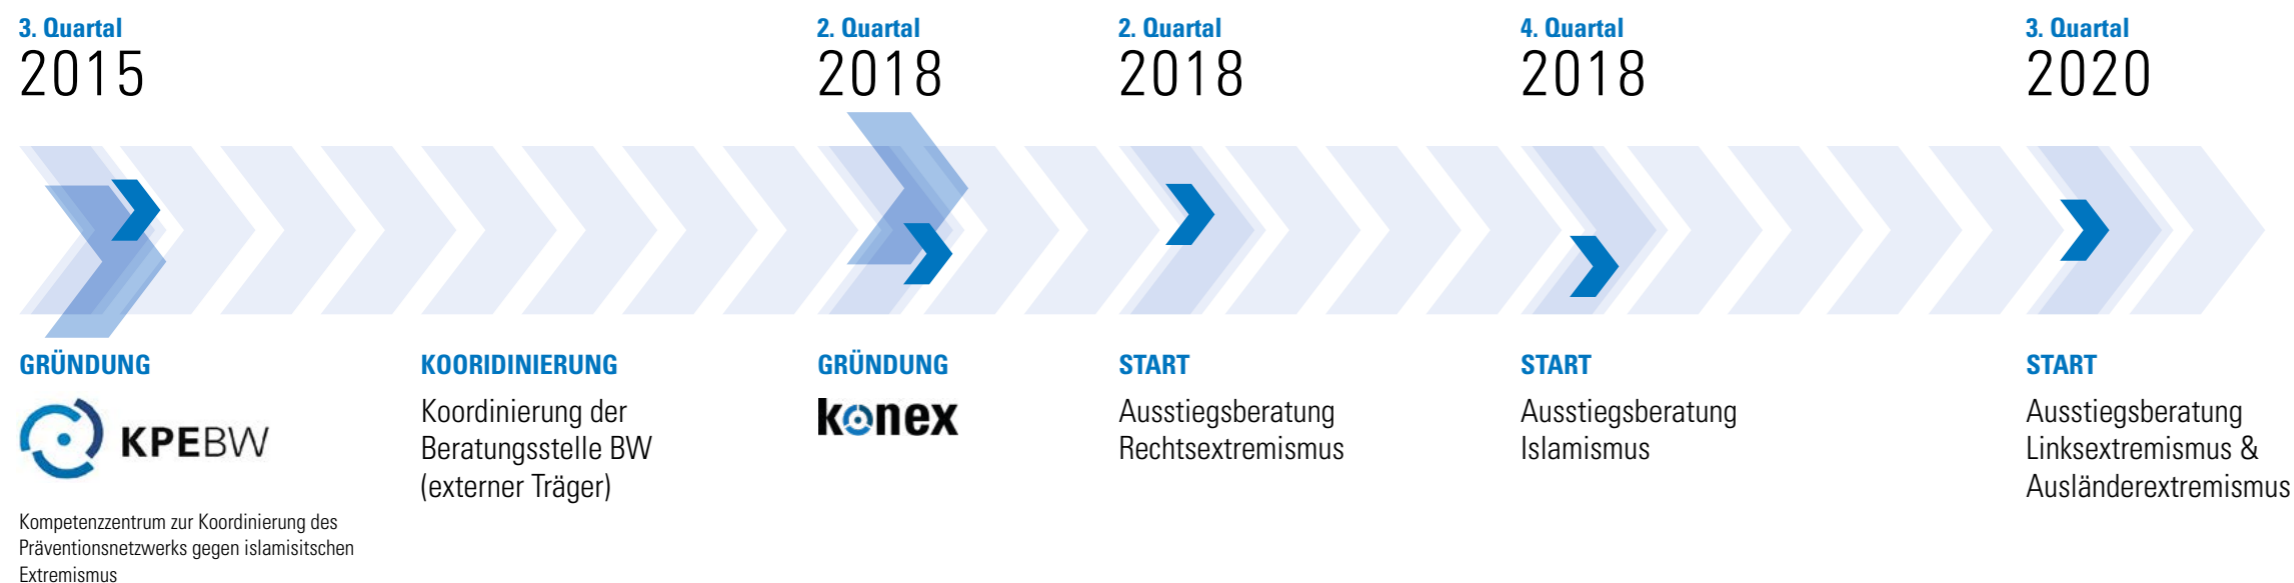 3. Quartal
2015
2. Quartal
2018
2. Quartal
2018
4. Quartal
2018
3. Quartal
2020
GRÜNDUNG
KPEBW
Kompetenzzentrum zur Koordinierung des
Präventionsnetzwerks gegen islamisitschen
Extremismus
KOORIDINIERUNG
Koordinierung der
Beratungsstelle BW
(externer Träger)
GRÜNDUNG
konex
START
Ausstiegsberatung
Rechtsextremismus
START
Ausstiegsberatung
Islamismus
START
Ausstiegsberatung
Linksextremismus &
Ausländerextremismus